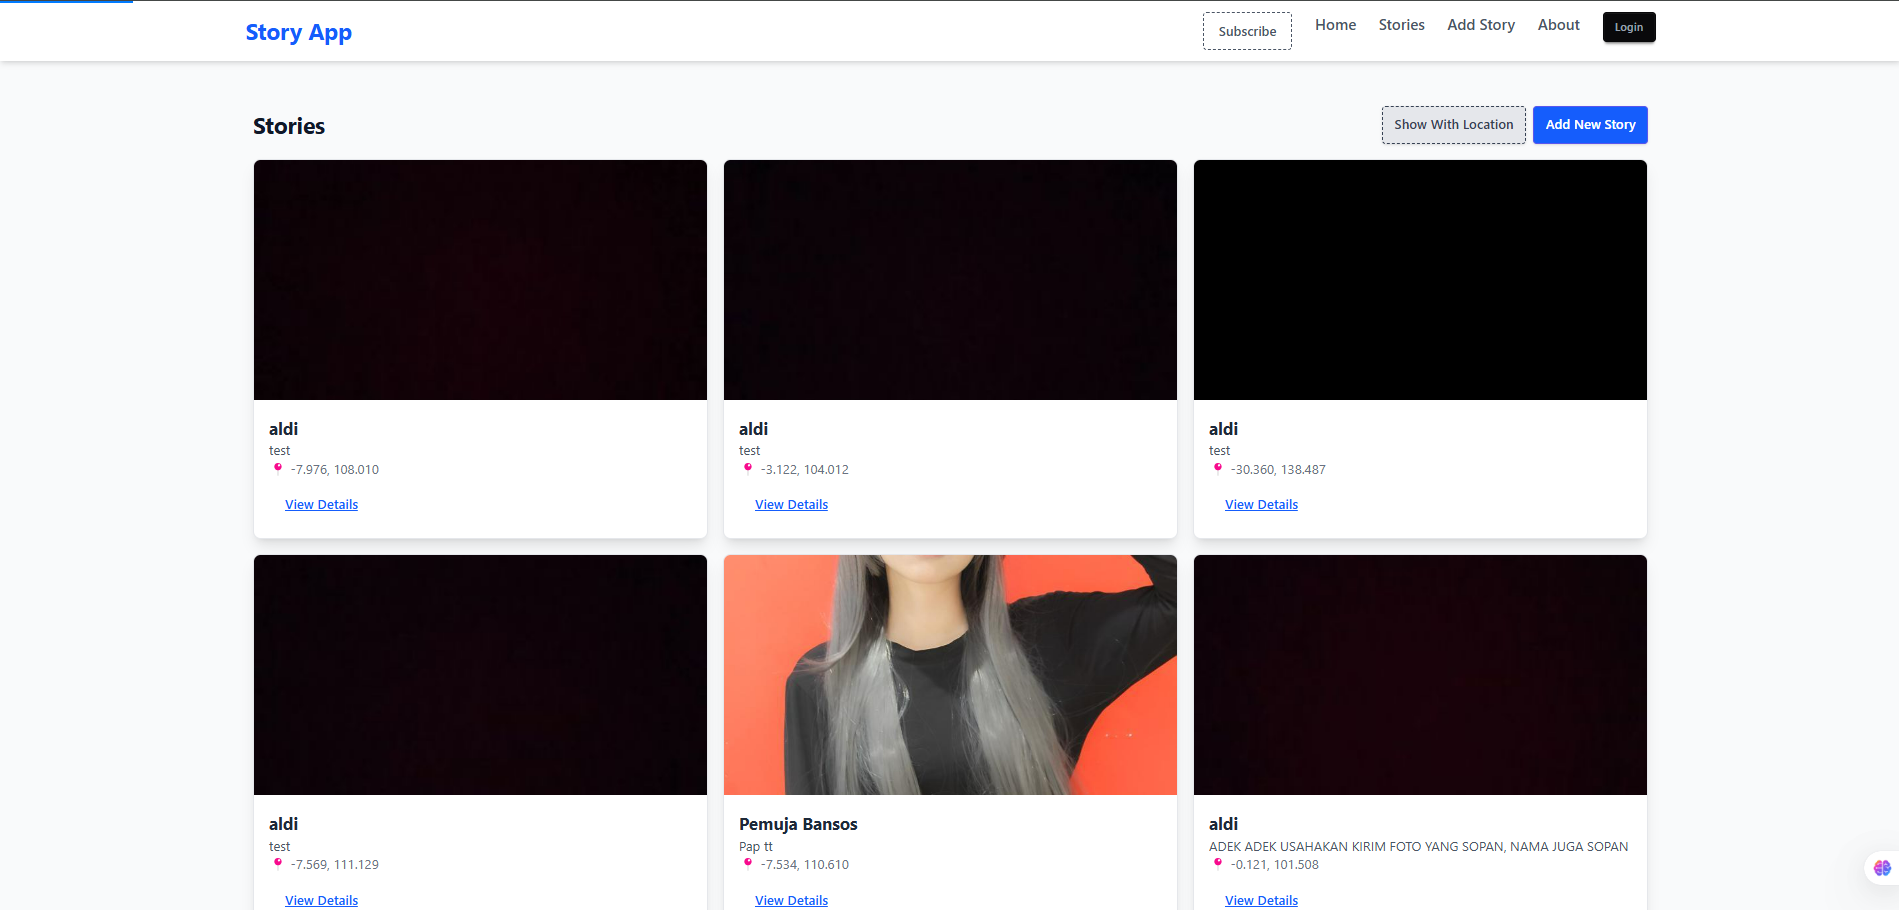 Story App
Subscribe
Home
Stories
Add Story
About
Login
Stories
Show With Location
Add New Story
aldi
test
-7.976, 108.010
View Details
aldi
test
-3.122, 104.012
View Details
aldi
test
-30.360, 138.487
View Details
aldi
test
-7.569, 111.129
View Details
Pemuja Bansos
Pap tt
-7.534, 110.610
View Details
aldi
ADEK ADEK USAHAKAN KIRIM FOTO YANG SOPAN, NAMA JUGA SOPAN
-0.121, 101.508
View Details